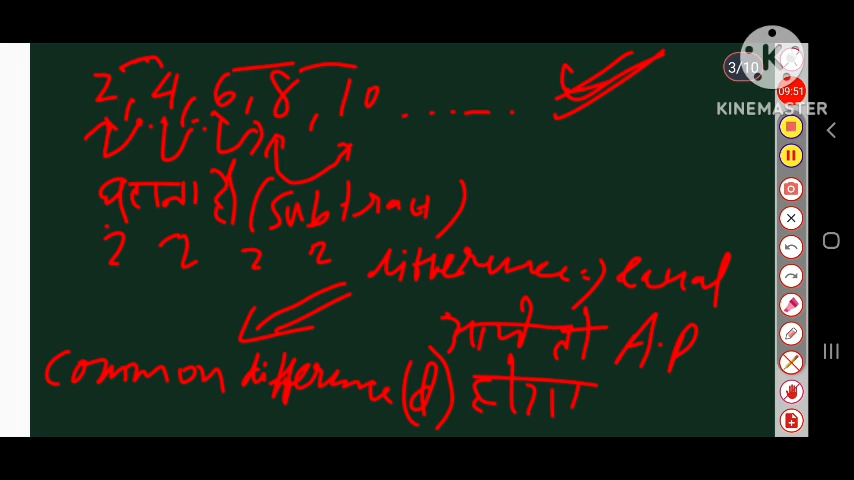 2, 4, 6, 8, 10 ........
3/10
09:51
KINEMASTER
घटाना है (subtract)
2 2 2 2
difference => Equal
आये तो A.P
common difference (d) होगा